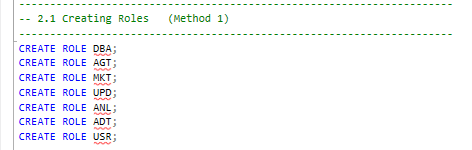 --------------------------------------------------------------------
-- 2.1 Creating Roles   (Method 1)
--------------------------------------------------------------------
CREATE ROLE DBA;
CREATE ROLE AGT;
CREATE ROLE MKT;
CREATE ROLE UPD;
CREATE ROLE ANL;
CREATE ROLE ADT;
CREATE ROLE USR;